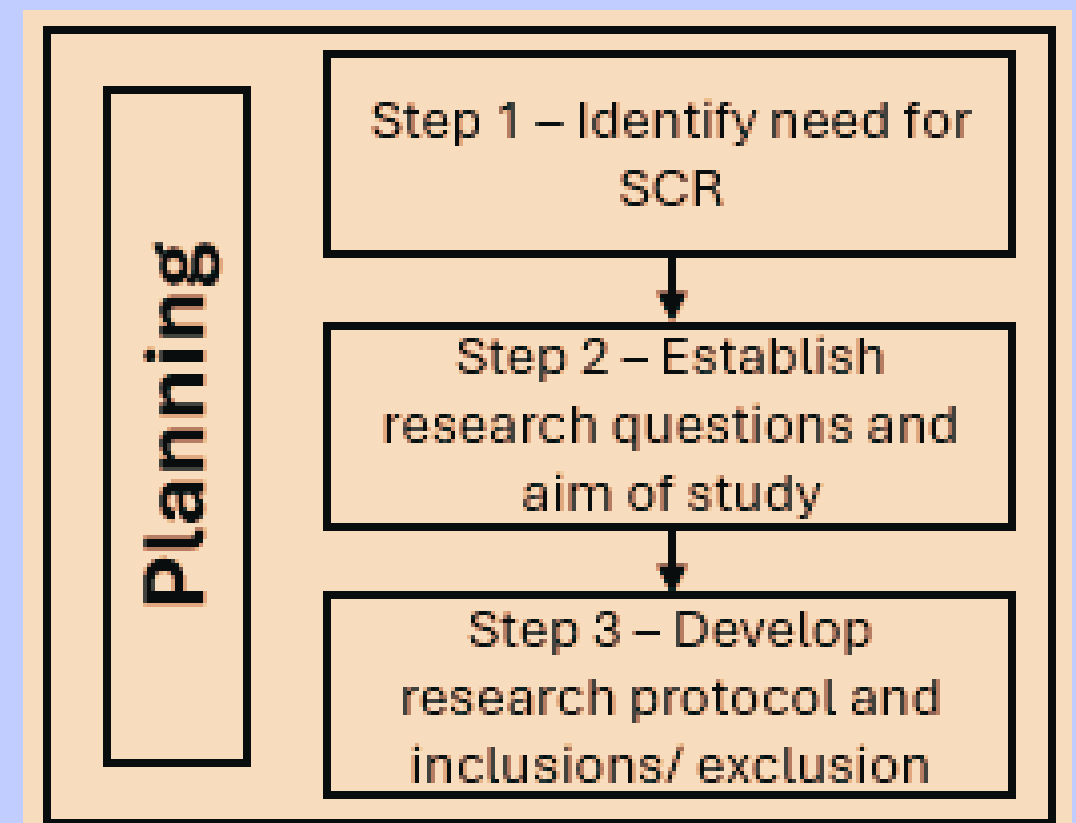 Planning
Step 1 – Identify need for
SCR
Step 2 – Establish
research questions and
aim of study
Step 3 – Develop
research protocol and
inclusions/ exclusion